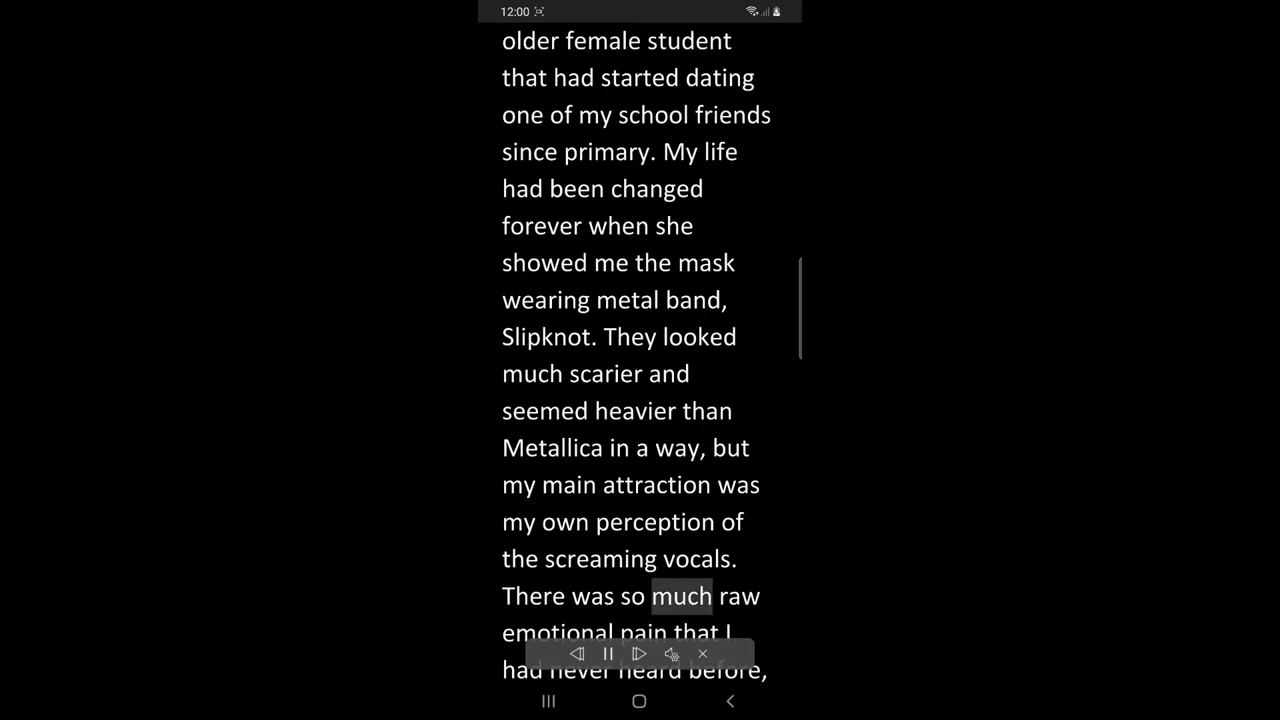 12:00
older female student
that had started dating
one of my school friends
since primary. My life
had been changed
forever when she
showed me the mask
wearing metal band,
Slipknot. They looked
much scarier and
seemed heavier than
Metallica in a way, but
my main attraction was
my own perception of
the screaming vocals.
There was so much raw
emotional pain that I
had never heard before,